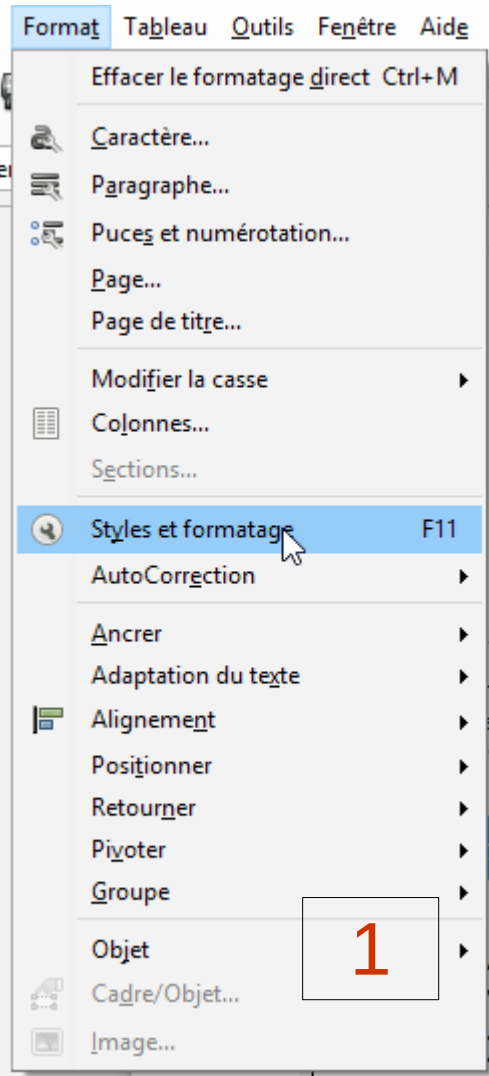 Format Tableau Outils Fenêtre Aide
Effacer le formatage direct Ctrl+M
Caractère...
Paragraphe...
Puces et numérotation...
Page...
Page de titre...
Modifier la casse
Colonnes...
Sections...
Styles et formatage F11
AutoCorrection
Ancrer
Adaptation du texte
Alignement
Positionner
Retourner
Pivoter
Groupe
Objet
1
Cadre/Objet...
Image...